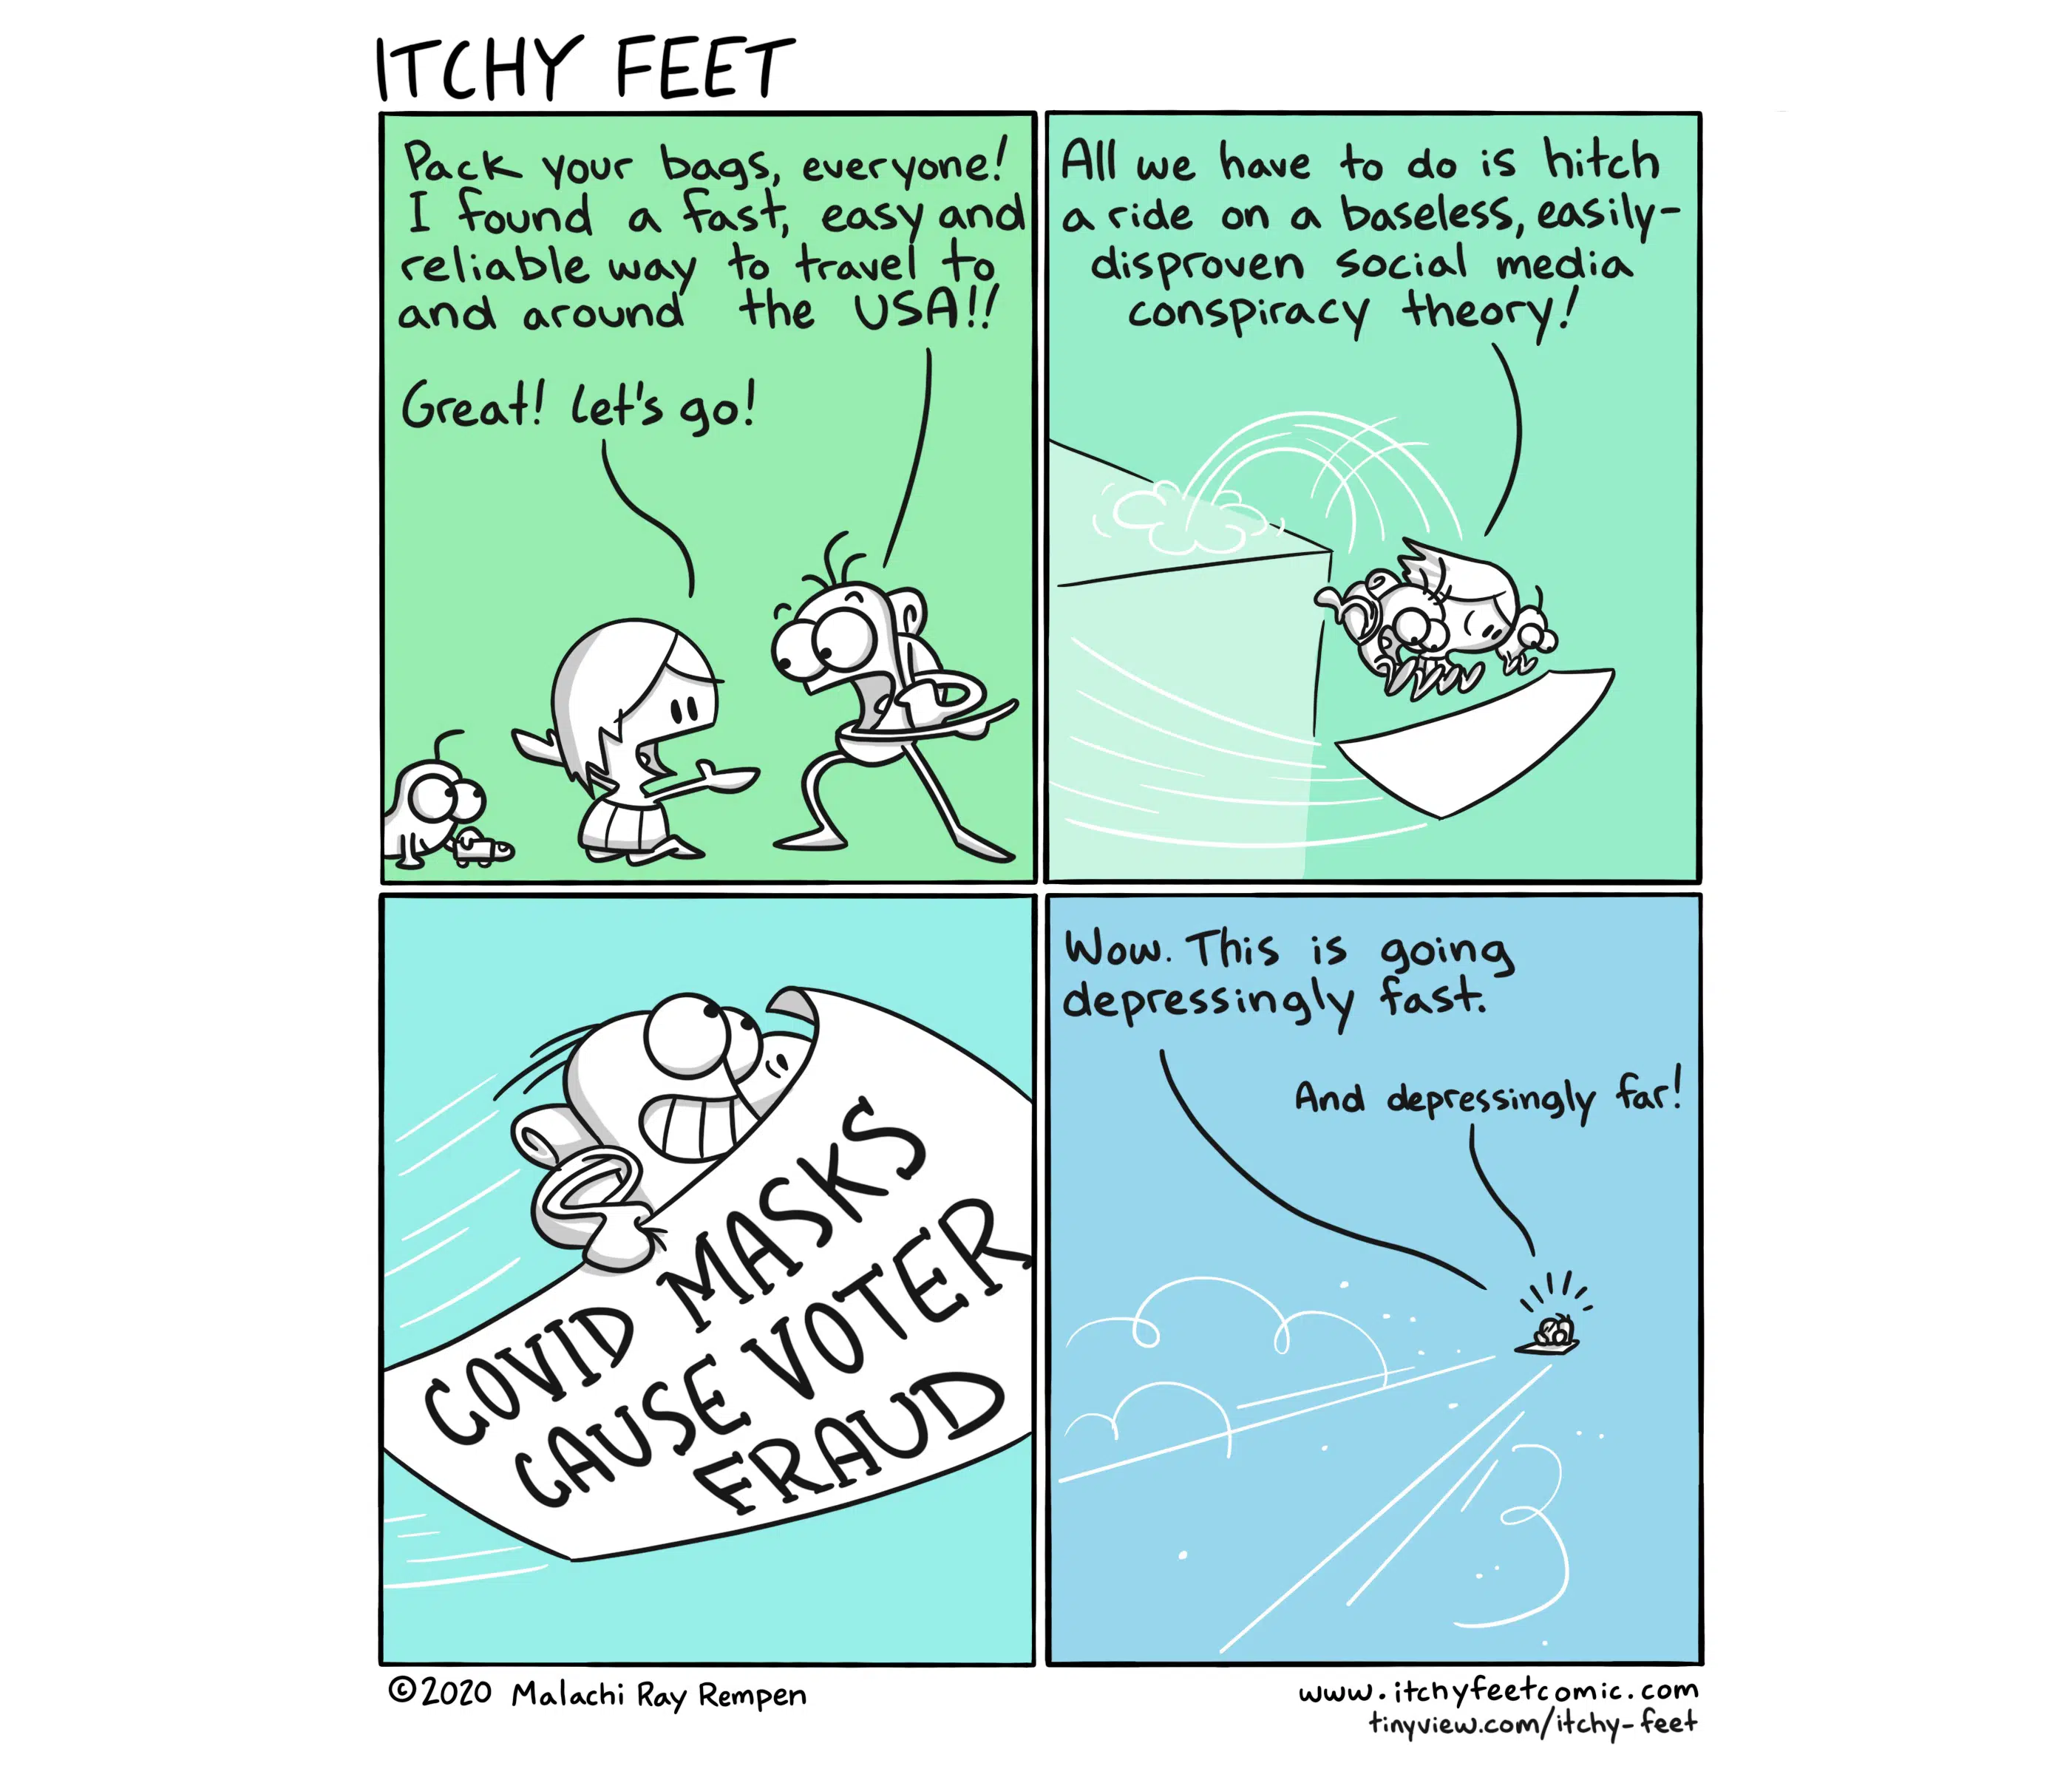 ITCHY FEET
Pack your bags, everyone!
I found a fast, easy and
reliable way to travel to
and around the USA!!
Great! Let's go!
All we have to do is hitch
a ride on a baseless, easily-
disproven social media
conspiracy theory!
COVID MASKS
CAUSE VOTER
FRAUD
Wow. This is going
depressingly fast.
And depressingly far!
©2020 Malachi Ray Rempen
www.itchyfeetcomic.com
tinyview.com/itchy-feet